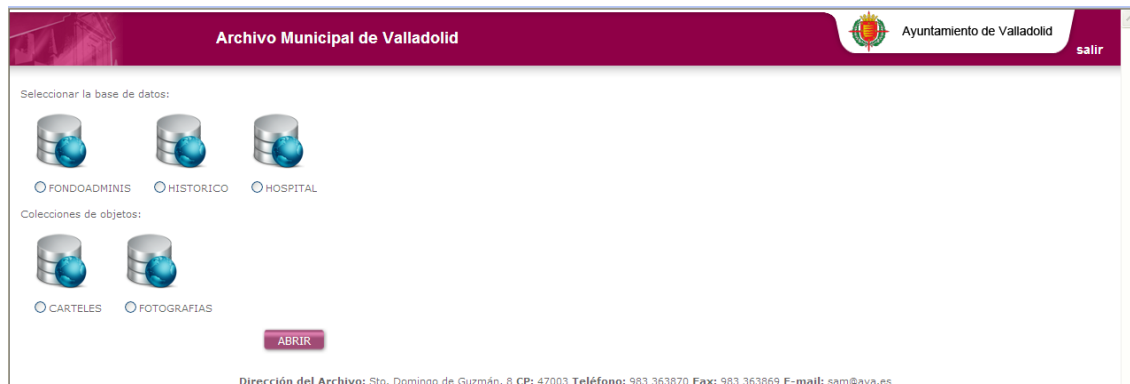 Archivo Municipal de Valladolid
Ayuntamiento de Valladolid
salir
Seleccionar la base de datos:
FONDOADMINIS HISTORICO HOSPITAL
Colecciones de objetos:
CARTELES FOTOGRAFIAS
ABRIR
Dirección del Archivo: Sto. Domingo de Guzmán, 8 CP: 47003 Teléfono: 983 363870 Fax: 983 363869 E-mail: sam@ava.es